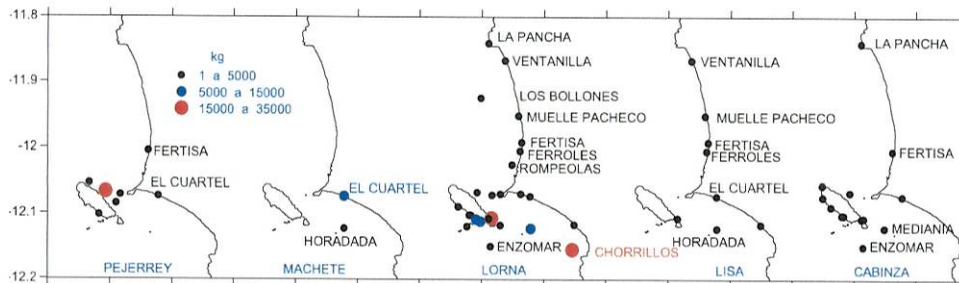 -11.8
-11.9
-12
-12.1
-12.2
kg
1 a 5000
5000 a 15000
15000 a 35000
FERTISA
EL CUARTEL
PEJERREY
EL CUARTEL
HORADADA
MACHETE
LA PANCHA
VENTANILLA
LOS BOLLONES
MUELLE PACHECO
FERTISA
FERROLES
ROMPEOLAS
ENZOMAR
CHORRILLOS
LORNA
VENTANILLA
MUELLE PACHECO
FERTISA
FERROLES
EL CUARTEL
HORADADA
LISA
LA PANCHA
FERTISA
MEDIANIA
ENZOMAR
CABINZA